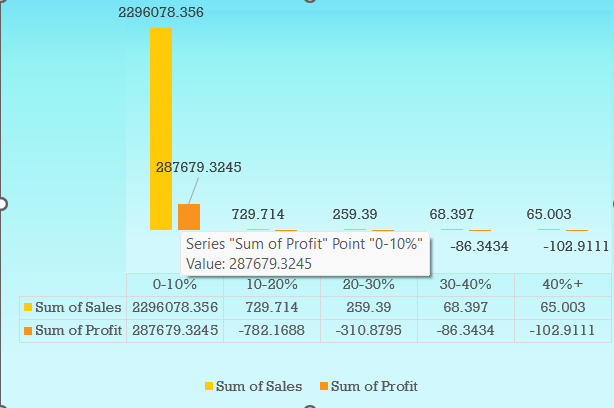 2296078.356
287679.3245
729.714 259.39 68.397 65.003
Series "Sum of Profit" Point "0-10%"
Value: 287679.3245
-86.3434 -102.9111
0-10% 10-20% 20-30% 30-40% 40%+
Sum of Sales 2296078.356 729.714 259.39 68.397 65.003
Sum of Profit 287679.3245 -782.1688 -310.8795 -86.3434 -102.9111
Sum of Sales Sum of Profit